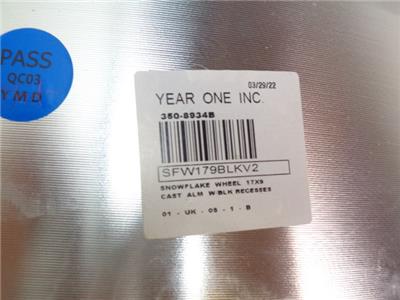 PASS
QC03
Y M D
03/29/22
YEAR ONE INC.
350-8934B
SFW179BLKV2
SNOWFLAKE WHEEL 17X9
CAST ALM W/BLK RECESSES
01 - UK - 05 - 1 - B